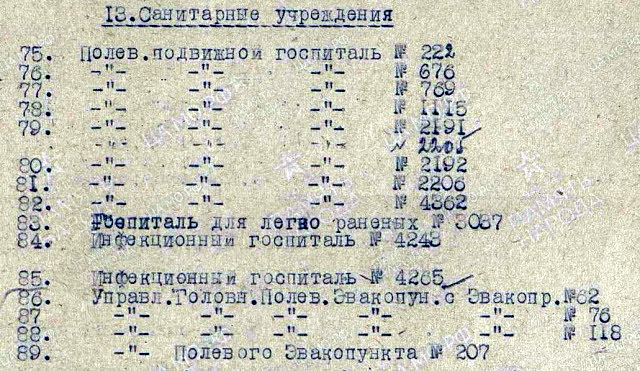 13.Санитарные учреждения
75. Полев.подвижной госпиталь № 222
76. -"- -"- -"- № 676
77. -"- -"- -"- № 769
78. -"- -"- -"- № 1115
79. -"- -"- -"- № 2191
-"- -"- -"- № 2201
80. -"- -"- -"- № 2192
81. -"- -"- -"- № 2206
82. -"- -"- -"- № 4362
83. Госпиталь для легко раненых № 3087
84. Инфекционный госпиталь № 4243
85. Инфекционный госпиталь № 4265
86. Управл.Головн.Полев.Эвакопун.с Эвакопр.№62
87 -"- -"- -"- -"- -"- № 76
88. -"- -"- -"- -"- -"- № 118
89. -"- Полевого Эвакопункта № 207